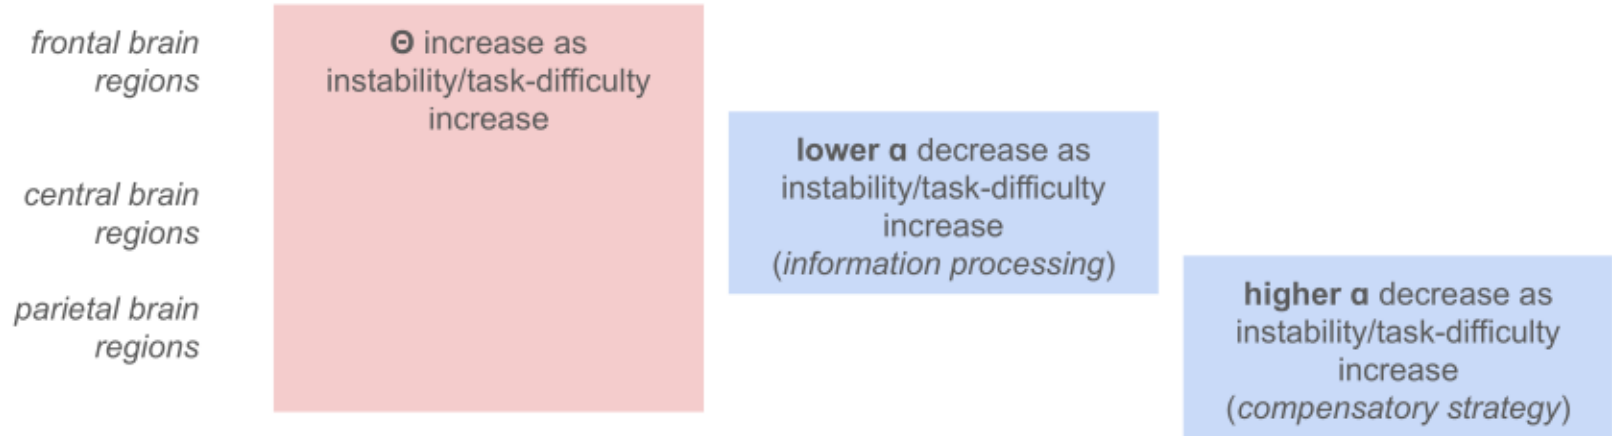 frontal brain
regions
Θ increase as
instability/task-difficulty
increase
central brain
regions
lower ɑ decrease as
instability/task-difficulty
increase
(information processing)
parietal brain
regions
higher ɑ decrease as
instability/task-difficulty
increase
(compensatory strategy)